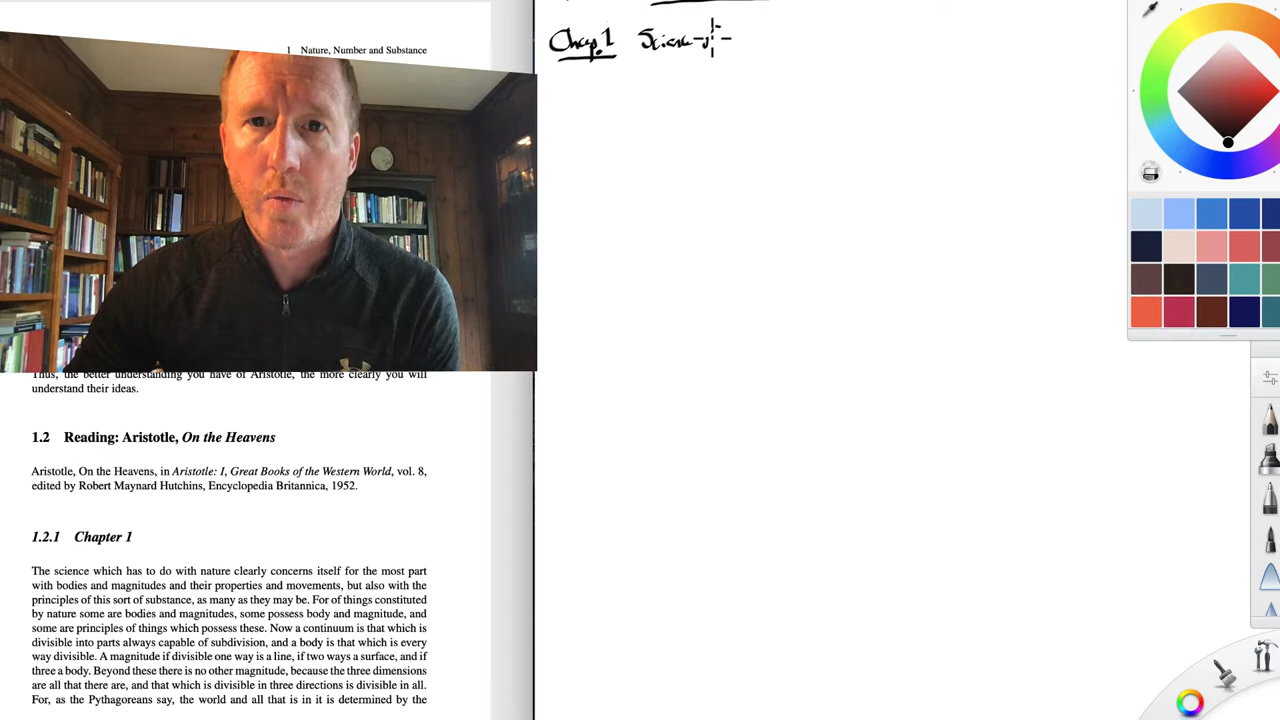 1 Nature, Number and Substance
Chap. 1 Science
Thus, the better understanding you have of Aristotle, the more clearly you will
understand their ideas.
1.2 Reading: Aristotle, On the Heavens
Aristotle, On the Heavens, in Aristotle: I, Great Books of the Western World, vol. 8,
edited by Robert Maynard Hutchins, Encyclopedia Britannica, 1952.
1.2.1 Chapter 1
The science which has to do with nature clearly concerns itself for the most part
with bodies and magnitudes and their properties and movements, but also with the
principles of this sort of substance, as many as they may be. For of things constituted
by nature some are bodies and magnitudes, some possess body and magnitude, and
some are principles of things which possess these. Now a continuum is that which is
divisible into parts always capable of subdivision, and a body is that which is every
way divisible. A magnitude if divisible one way is a line, if two ways a surface, and if
three a body. Beyond these there is no other magnitude, because the three dimensions
are all that there are, and that which is divisible in three directions is divisible in all.
For, as the Pythagoreans say, the world and all that is in it is determined by the